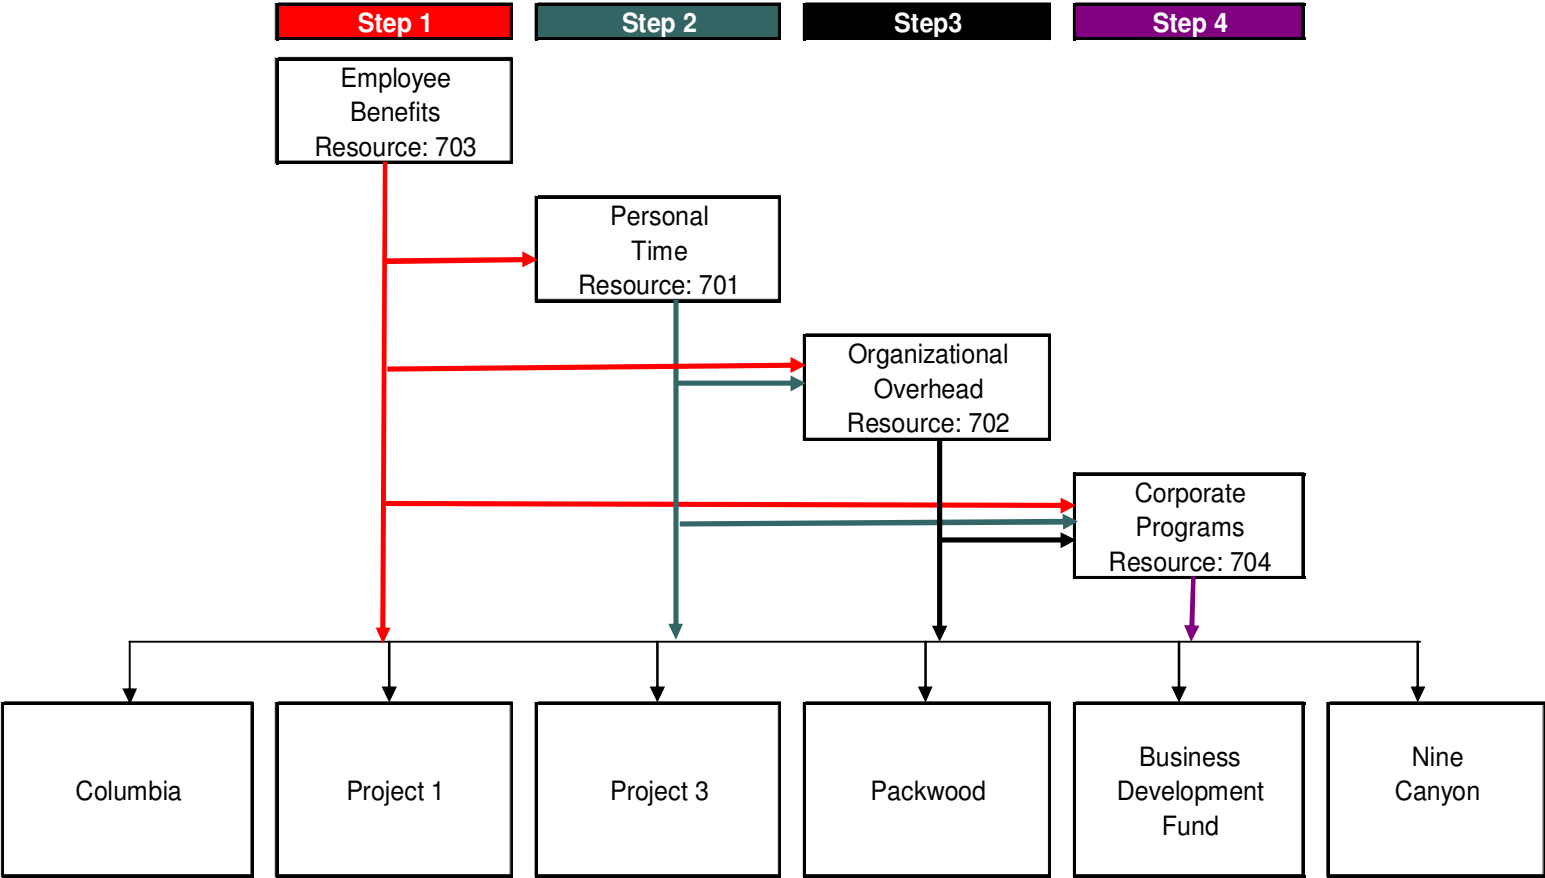 Step 1
Step 2
Step3
Step 4
Employee
Benefits
Resource: 703
Personal
Time
Resource: 701
Organizational
Overhead
Resource: 702
Corporate
Programs
Resource: 704
Columbia
Project 1
Project 3
Packwood
Business
Development
Fund
Nine
Canyon